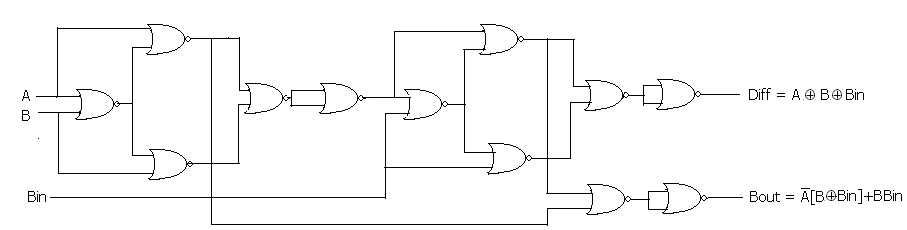 A
B
Bin
Diff = A ⊕ B ⊕ Bin
Bout = A̅[B⊕Bin]+BBin